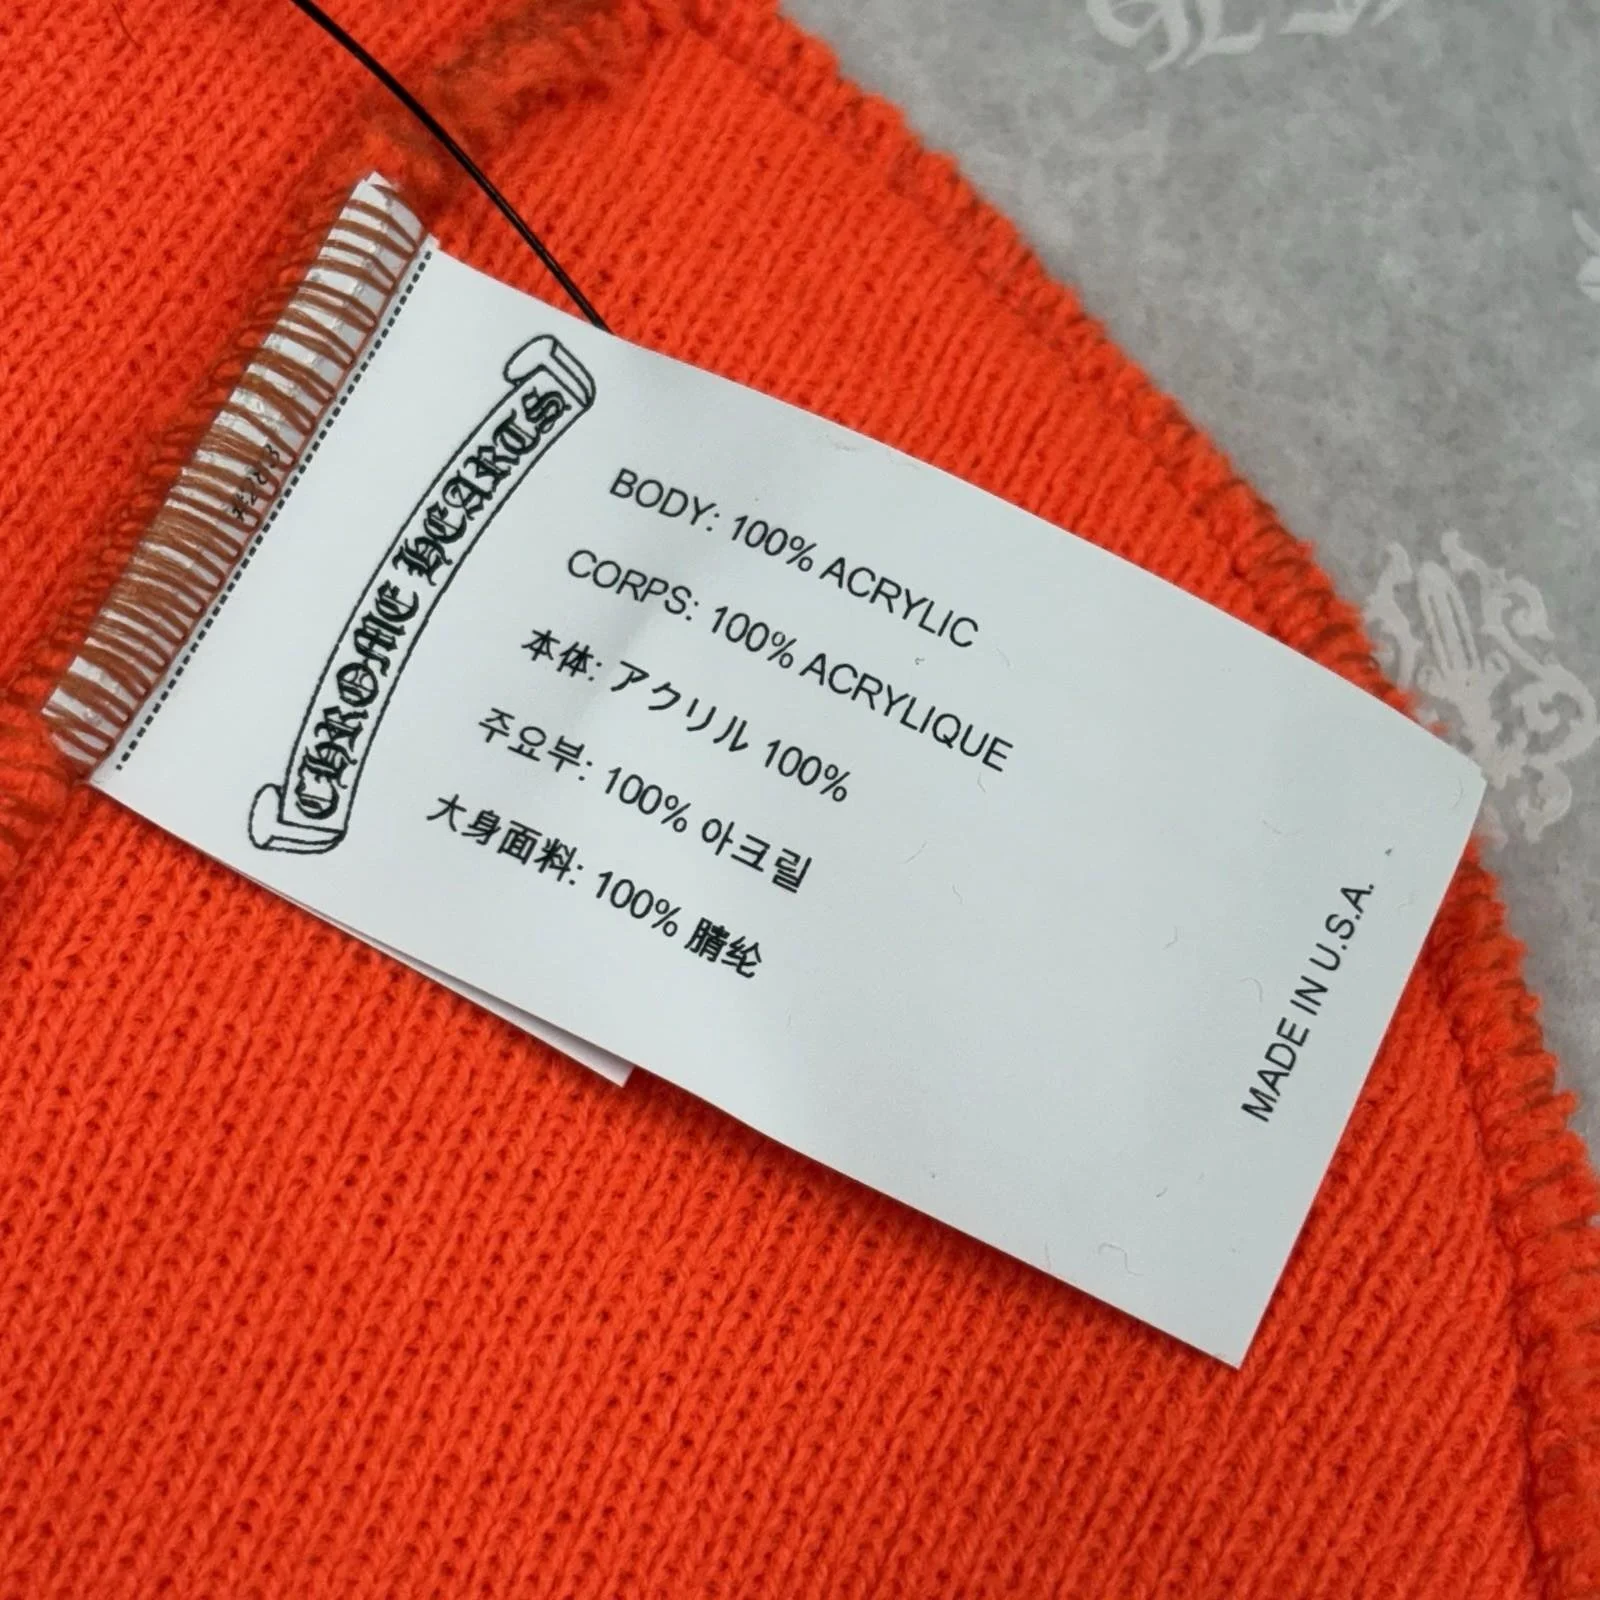 CHROME HEARTS
BODY: 100% ACRYLIC
CORPS: 100% ACRYLIQUE
本体: アクリル 100%
주요부: 100% 아크릴
大身面料: 100% 腈纶
MADE IN U.S.A.